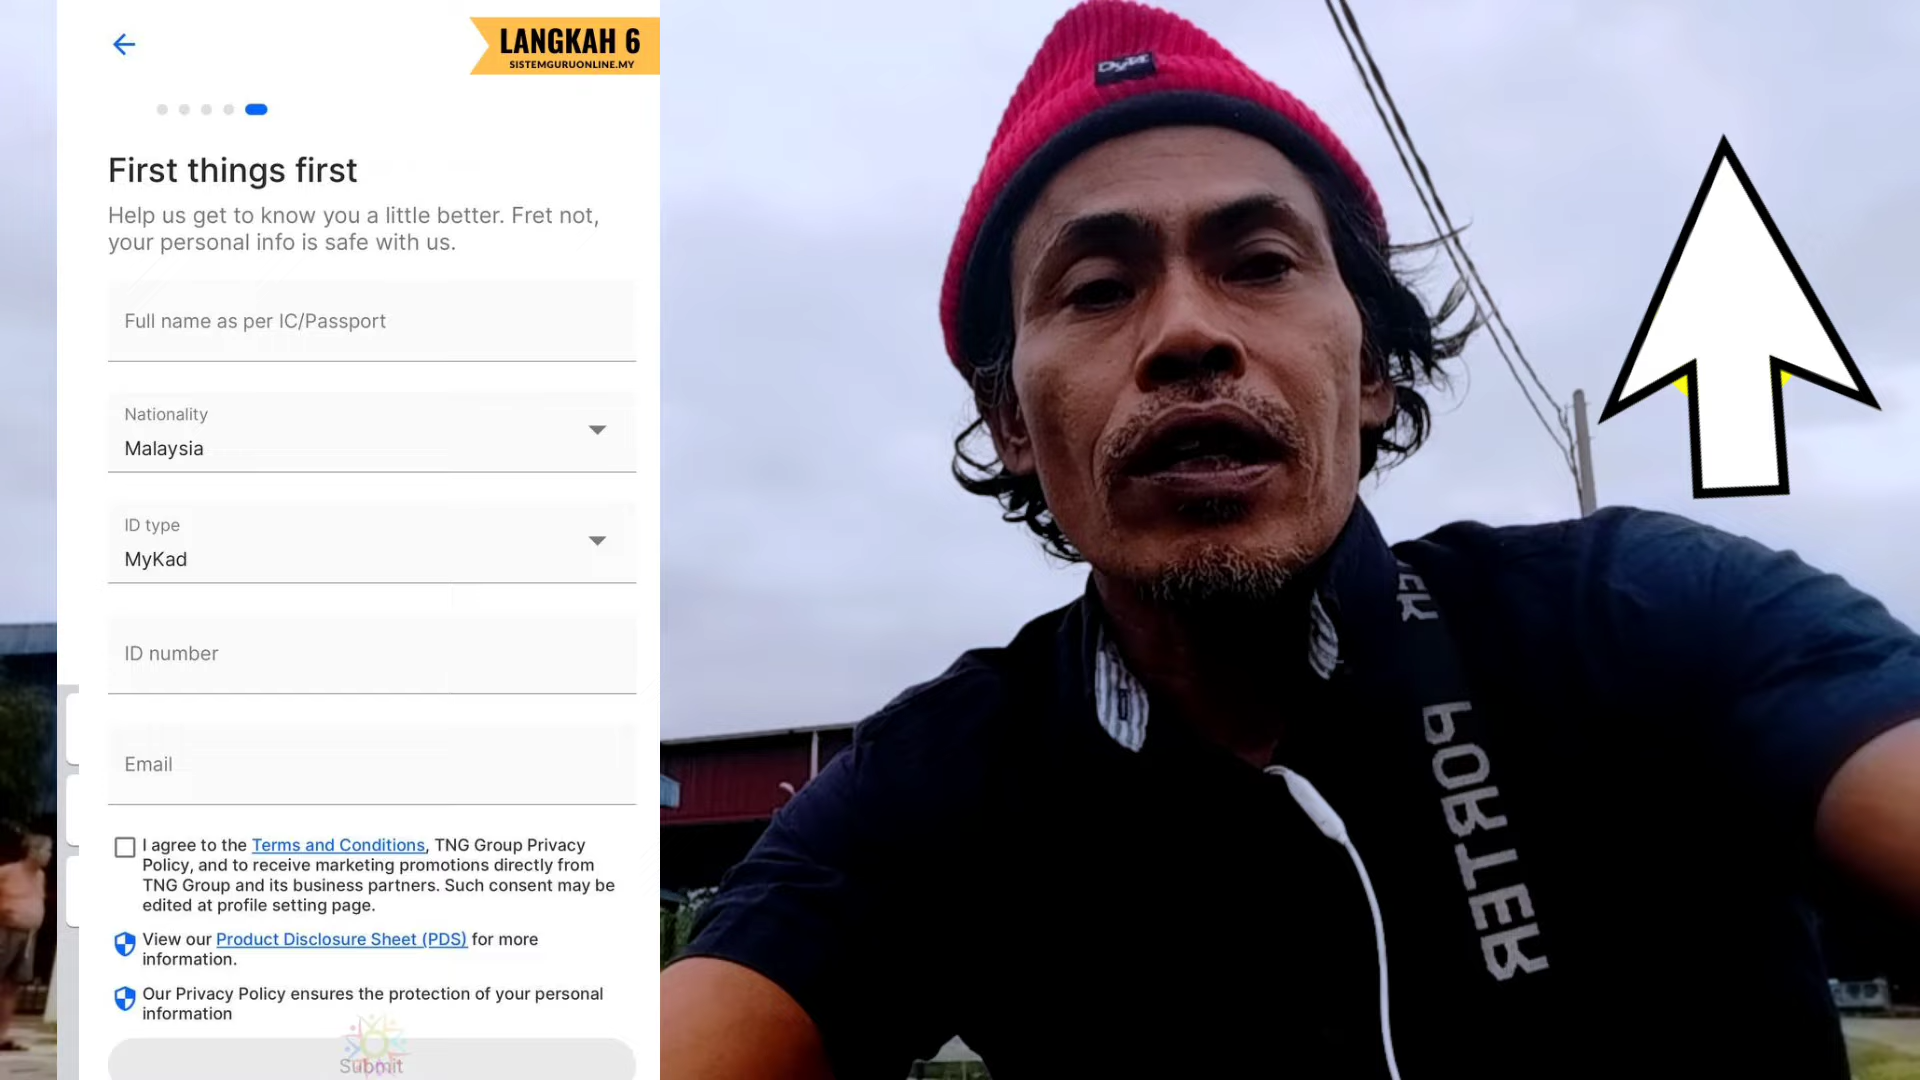 LANGKAH 6
SISTEMGURUONLINE.MY
First things first
Help us get to know you a little better. Fret not,
your personal info is safe with us.
Full name as per IC/Passport
Nationality
Malaysia
ID type
MyKad
ID number
Email
I agree to the Terms and Conditions, TNG Group Privacy
Policy, and to receive marketing promotions directly from
TNG Group and its business partners. Such consent may be
edited at profile setting page.
View our Product Disclosure Sheet (PDS) for more
information.
Our Privacy Policy ensures the protection of your personal
information
Submit
PORTER